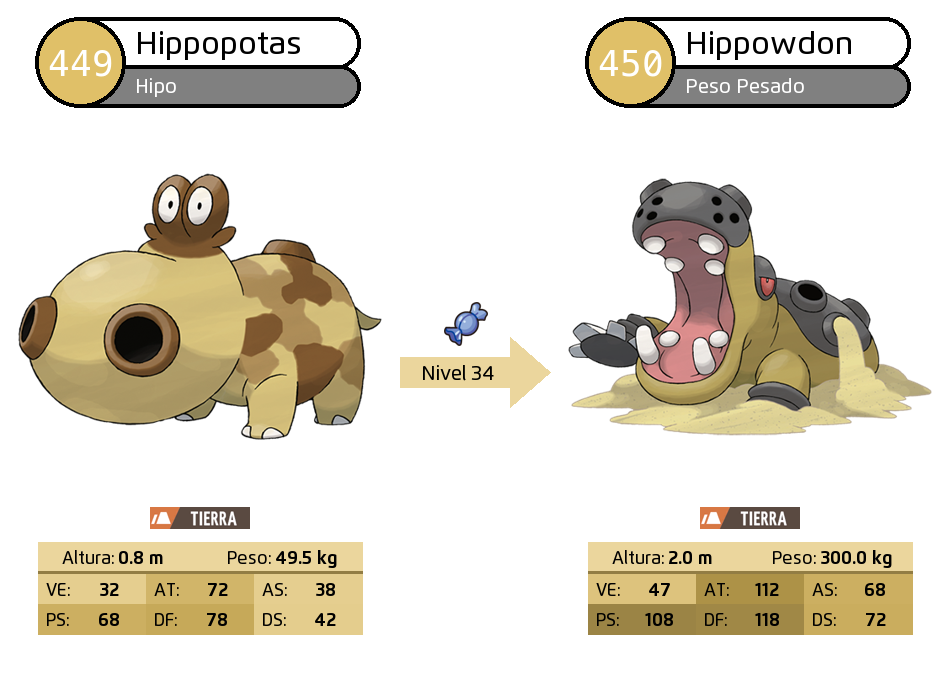 449
Hippopotas
Hipo
450
Hippowdon
Peso Pesado
Nivel 34
TIERRA
Altura: 0.8 m Peso: 49.5 kg
VE: 32 AT: 72 AS: 38
PS: 68 DF: 78 DS: 42
TIERRA
Altura: 2.0 m Peso: 300.0 kg
VE: 47 AT: 112 AS: 68
PS: 108 DF: 118 DS: 72